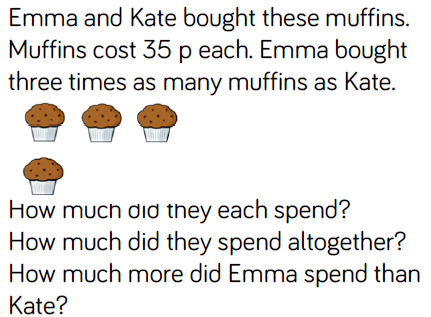 Emma and Kate bought these muffins.
Muffins cost 35 p each. Emma bought
three times as many muffins as Kate.
How much did they each spend?
How much did they spend altogether?
How much more did Emma spend than
Kate?